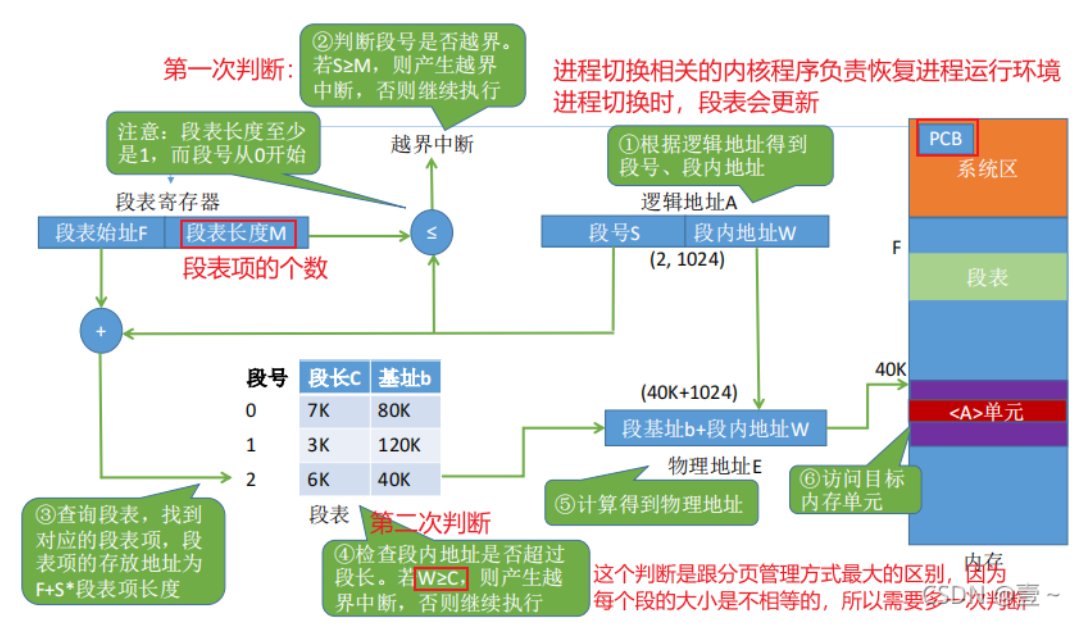 ②判断段号是否越界。
若S≥M，则产生越界
中断，否则继续执行
第一次判断：
进程切换相关的内核程序负责恢复进程运行环境
进程切换时，段表会更新
注意：段表长度至少
是1，而段号从0开始
越界中断
①根据逻辑地址得到
段号、段内地址
PCB
系统区
段表寄存器
逻辑地址A
段表始址F
段表长度M
≤
段号S
段内地址W
(2, 1024)
F
段表
段表项的个数
+
段号
段长C
基址b
0
7K
80K
1
3K
120K
2
6K
40K
段表
(40K+1024)
段基址b+段内地址W
物理地址E
40K
<A>单元
⑥访问目标
内存单元
⑤计算得到物理地址
③查询段表，找到
对应的段表项，段
表项的存放地址为
F+S*段表项长度
第二次判断
④检查段内地址是否超过
段长。若W≥C，则产生越
界中断，否则继续执行
内存
这个判断是跟分页管理方式最大的区别，因为
每个段的大小是不相等的，所以需要多一次判断
CSDN @壹 ~